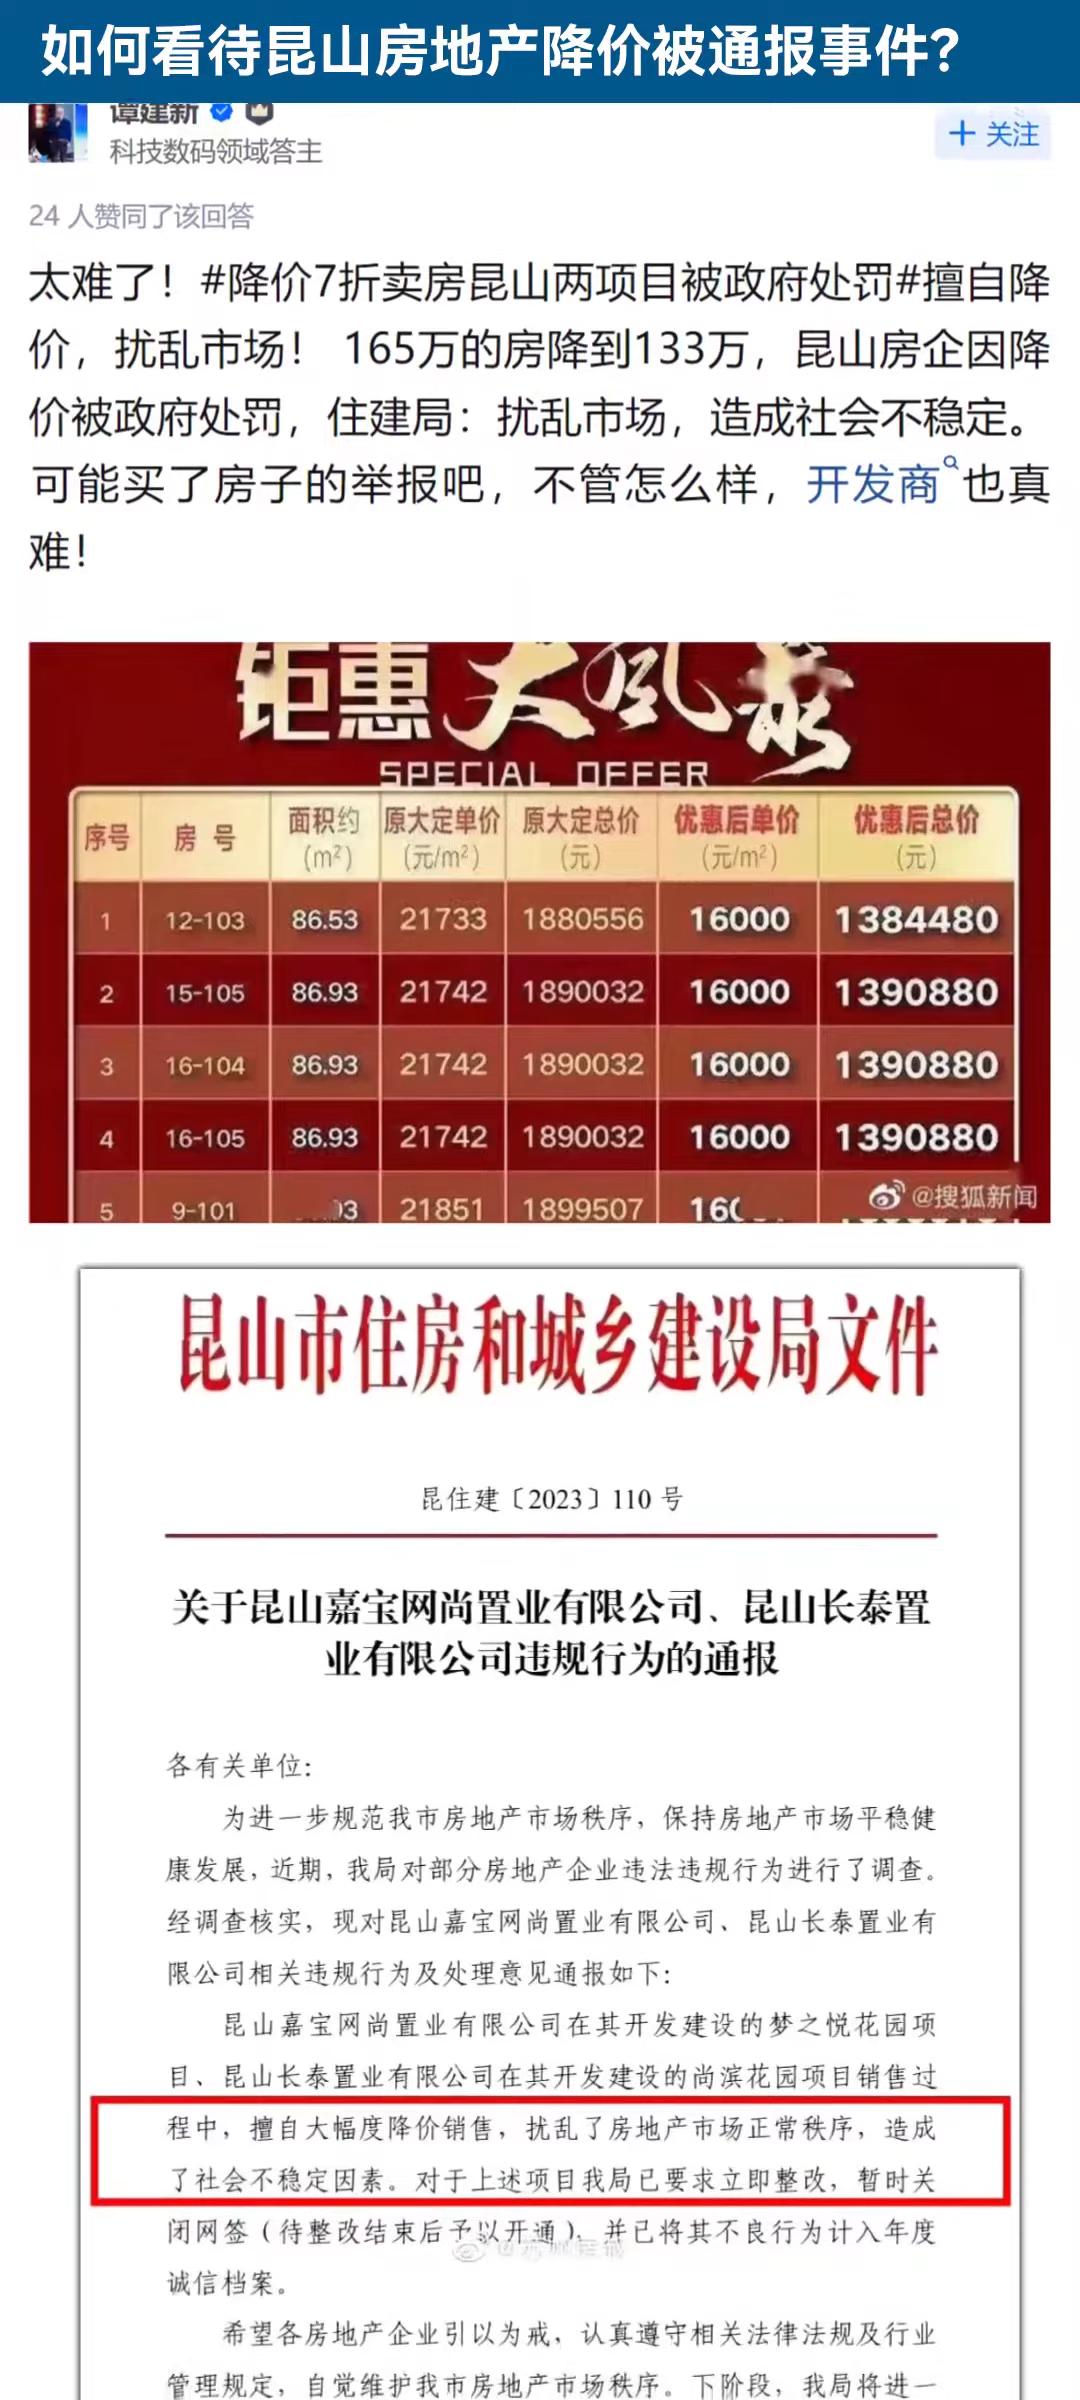 如何看待昆山房地产降价被通报事件？
谭建新
科技数码领域答主
+ 关注
24 人赞同了该回答
太难了！#降价7折卖房昆山两项目被政府处罚#擅自降
价，扰乱市场！ 165万的房降到133万，昆山房企因降
价被政府处罚，住建局：扰乱市场，造成社会不稳定。
可能买了房子的举报吧，不管怎么样，开发商也真
难！
钜惠大风暴
SPECIAL OFFER
序号 房 号 面积约(m²) 原大定单价(元/m²) 原大定总价(元) 优惠后单价(元/m²) 优惠后总价(元)
1 12-103 86.53 21733 1880556 16000 1384480
2 15-105 86.93 21742 1890032 16000 1390880
3 16-104 86.93 21742 1890032 16000 1390880
4 16-105 86.93 21742 1890032 16000 1390880
5 9-101 21851 1899507
@搜狐新闻
昆山市住房和城乡建设局文件
昆住建〔2023〕110 号
关于昆山嘉宝网尚置业有限公司、昆山长泰置
业有限公司违规行为的通报
各有关单位：
为进一步规范我市房地产市场秩序，保持房地产市场平稳健
康发展，近期，我局对部分房地产企业违法违规行为进行了调查。
经调查核实，现对昆山嘉宝网尚置业有限公司、昆山长泰置业有
限公司相关违规行为及处理意见通报如下：
昆山嘉宝网尚置业有限公司在其开发建设的梦之悦花园项
目、昆山长泰置业有限公司在其开发建设的尚滨花园项目销售过
程中，擅自大幅度降价销售，扰乱了房地产市场正常秩序，造成
了社会不稳定因素。对于上述项目我局已要求立即整改，暂时关
闭网签（待整改结束后予以开通），并已将其不良行为计入年度
诚信档案。
希望各房地产企业引以为戒，认真遵守相关法律法规及行业
管理规定，自觉维护我市房地产市场秩序。下阶段，我局将进一